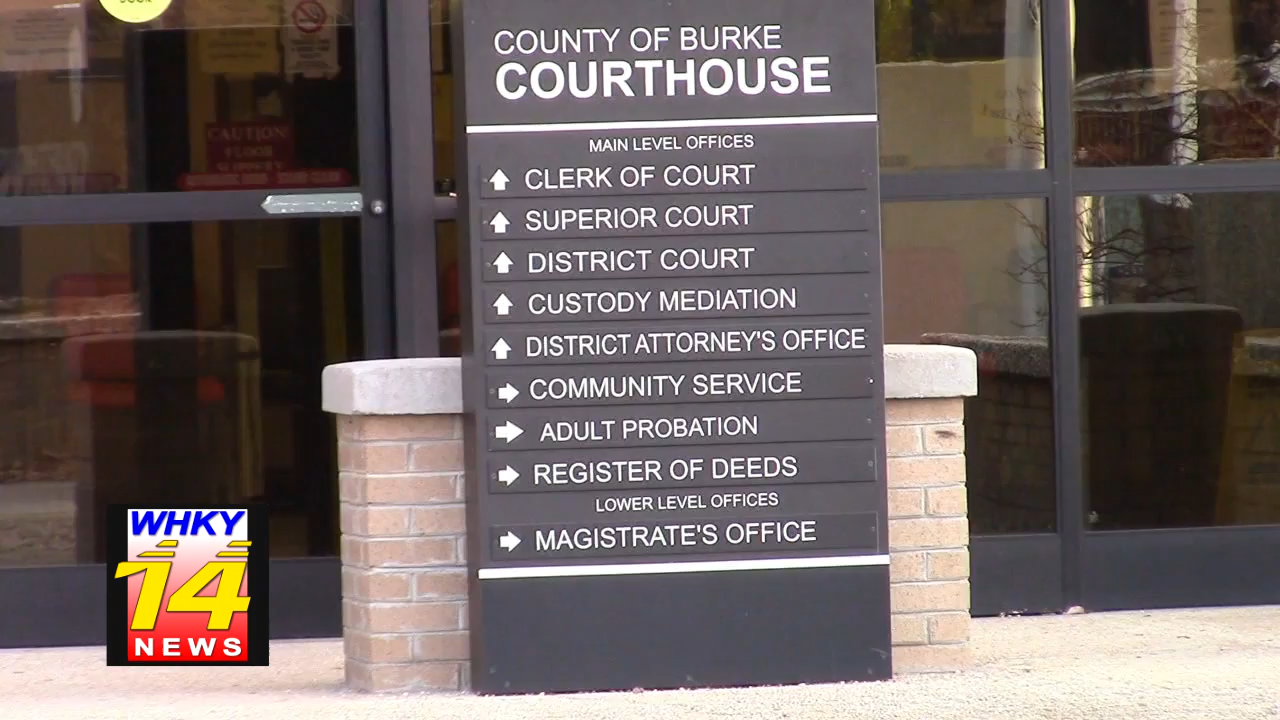 COUNTY OF BURKE
COURTHOUSE
MAIN LEVEL OFFICES
CLERK OF COURT
SUPERIOR COURT
DISTRICT COURT
CUSTODY MEDIATION
DISTRICT ATTORNEY'S OFFICE
COMMUNITY SERVICE
ADULT PROBATION
REGISTER OF DEEDS
LOWER LEVEL OFFICES
MAGISTRATE'S OFFICE
CAUTION
FLOOR
WHKY
14
NEWS